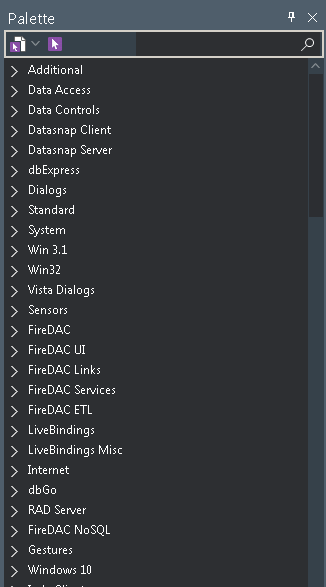 Palette
Additional
Data Access
Data Controls
Datasnap Client
Datasnap Server
dbExpress
Dialogs
Standard
System
Win 3.1
Win32
Vista Dialogs
Sensors
FireDAC
FireDAC UI
FireDAC Links
FireDAC Services
FireDAC ETL
LiveBindings
LiveBindings Misc
Internet
dbGo
RAD Server
FireDAC NoSQL
Gestures
Windows 10